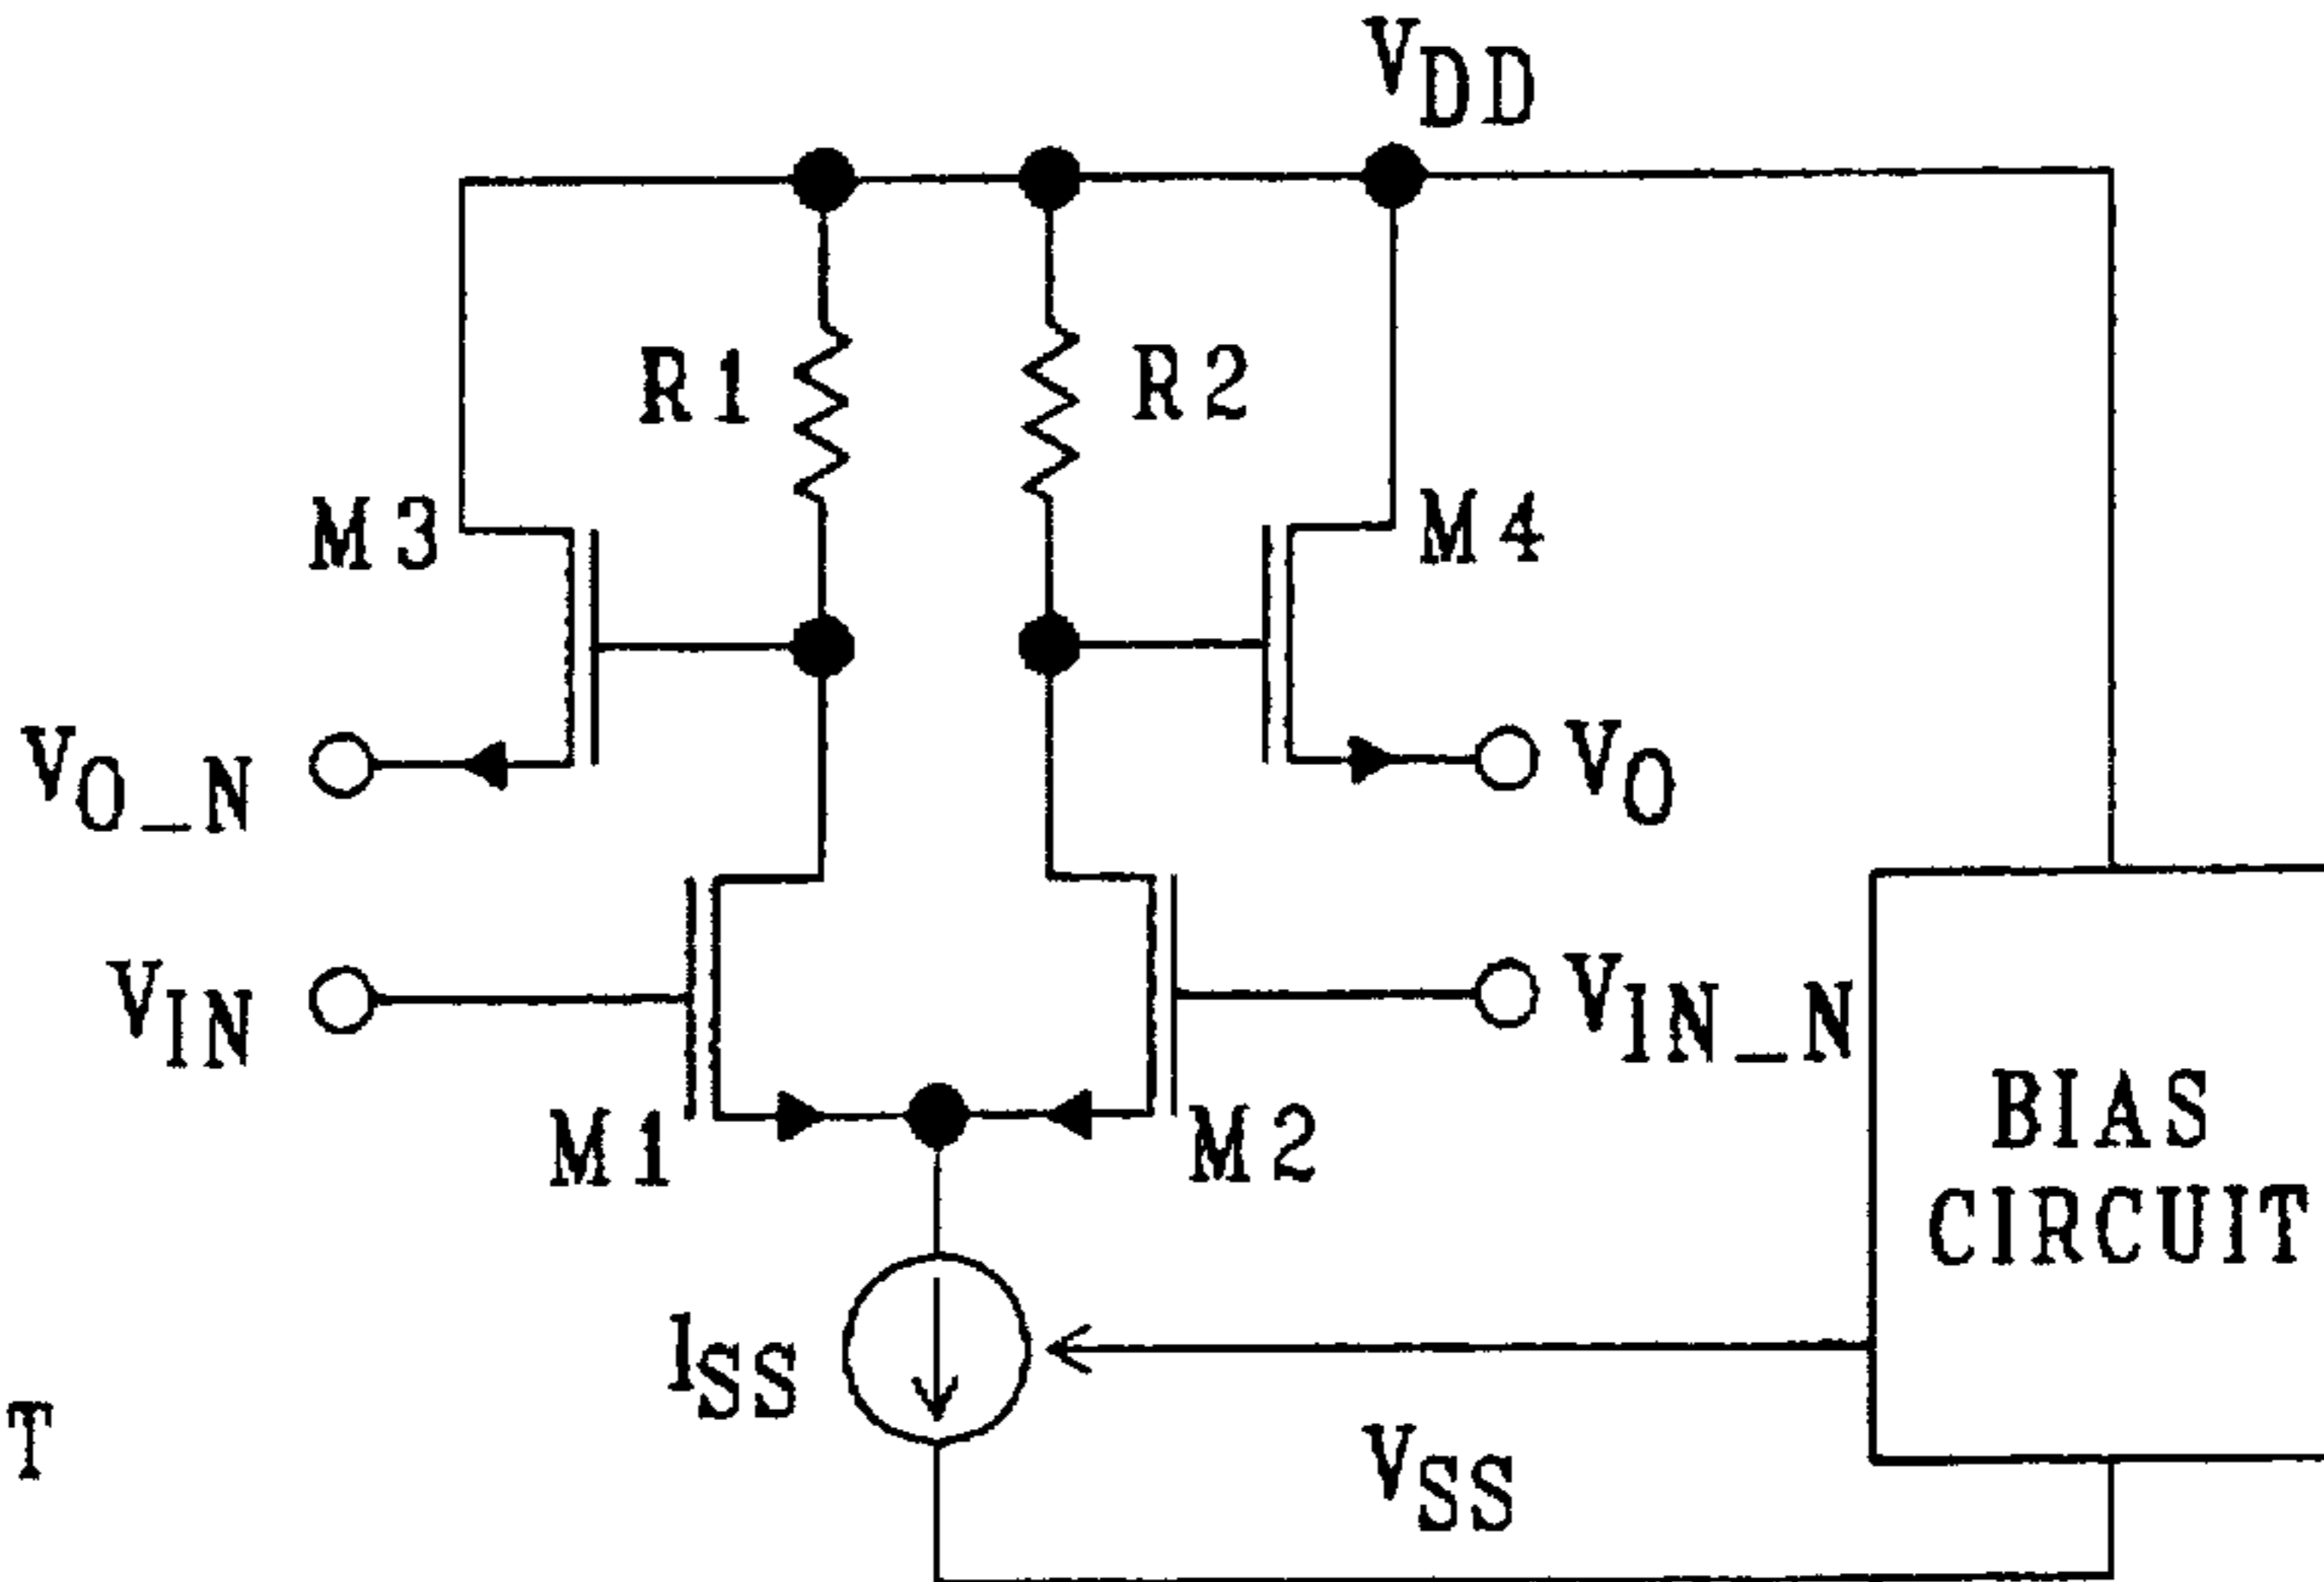 VDD
R1
R2
M3
M4
VO_N
VO
VIN
VIN_N
M1
M2
BIAS
CIRCUIT
ISS
VSS
T